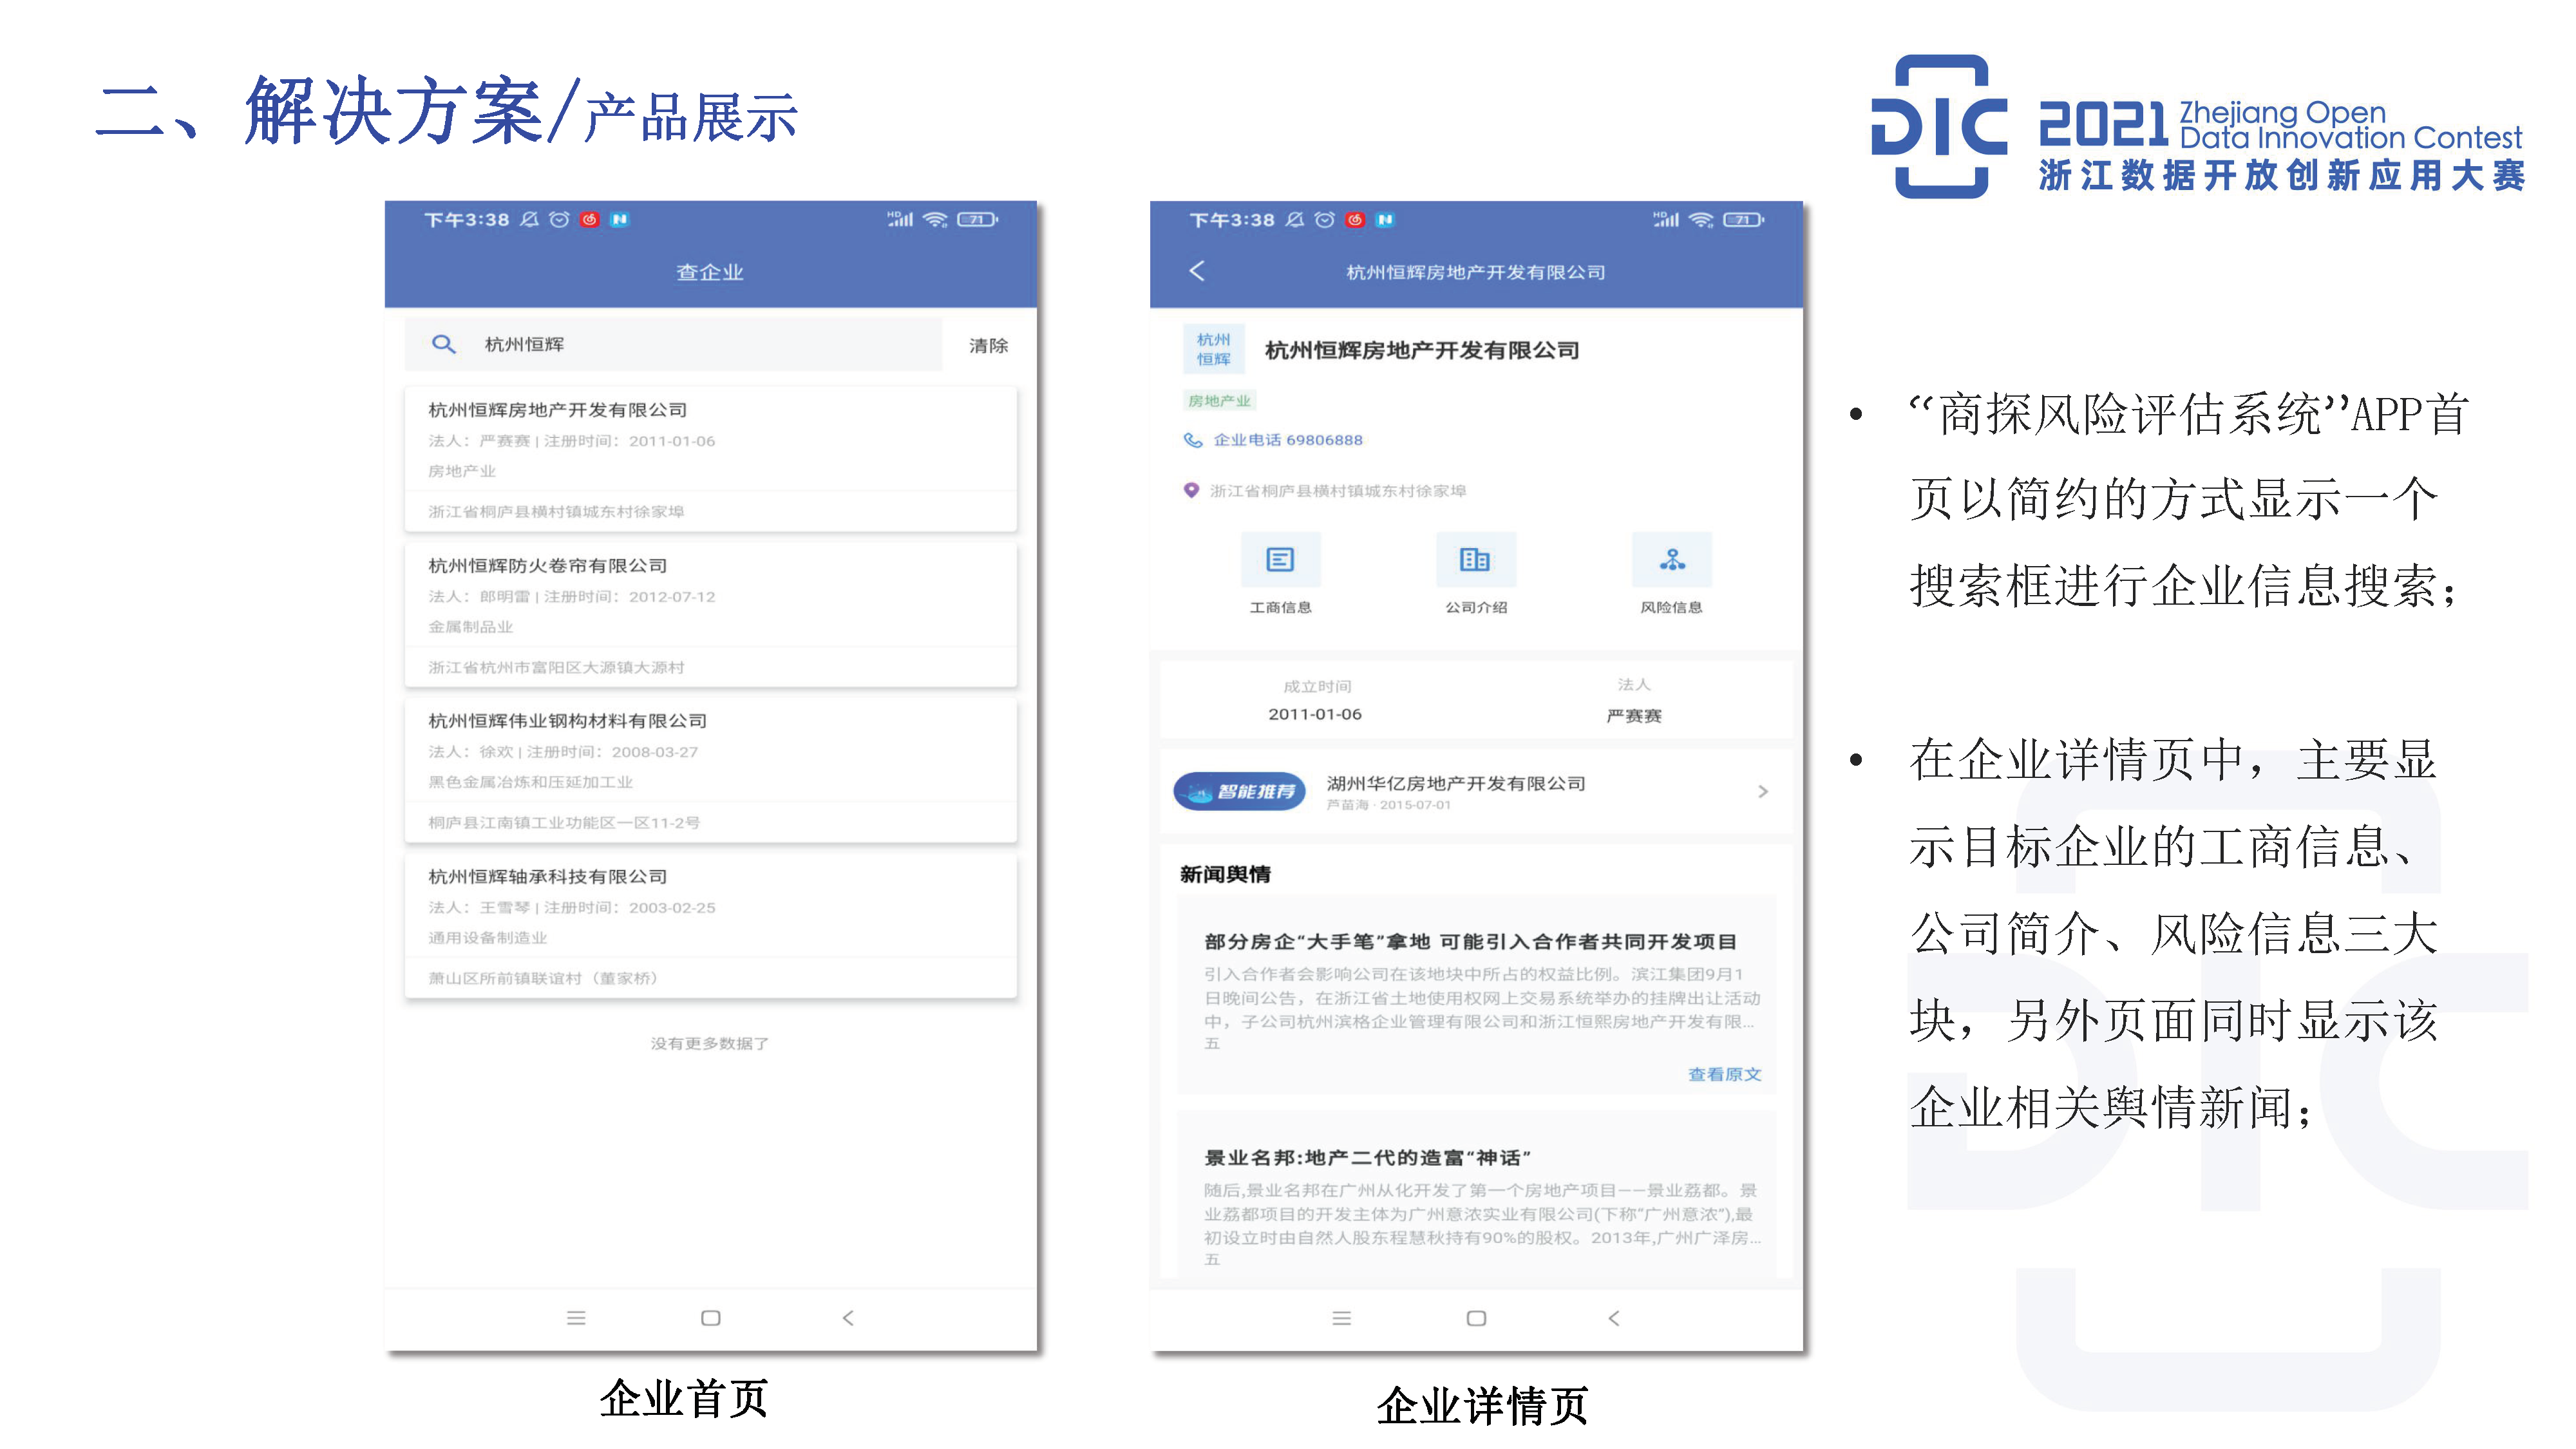 二、解决方案/产品展示
2021 Zhejiang Open
Data Innovation Contest
浙江数据开放创新应用大赛
下午3:38
71
查企业
杭州恒辉
清除
杭州恒辉房地产开发有限公司
法人：严赛赛 | 注册时间：2011-01-06
房地产业
浙江省桐庐县横村镇城东村徐家埠
杭州恒辉防火卷帘有限公司
法人：郎明雷 | 注册时间：2012-07-12
金属制品业
浙江省杭州市富阳区大源镇大源村
杭州恒辉伟业钢构材料有限公司
法人：徐欢 | 注册时间：2008-03-27
黑色金属冶炼和压延加工业
桐庐县江南镇工业功能区一区11-2号
杭州恒辉轴承科技有限公司
法人：王雪琴 | 注册时间：2003-02-25
通用设备制造业
萧山区所前镇联谊村（董家桥）
没有更多数据了
企业首页
下午3:38
71
杭州恒辉房地产开发有限公司
杭州
恒辉
杭州恒辉房地产开发有限公司
房地产业
企业电话 69806888
浙江省桐庐县横村镇城东村徐家埠
工商信息
公司介绍
风险信息
成立时间
法人
2011-01-06
严赛赛
智能推荐
湖州华亿房地产开发有限公司
芦苗海 · 2015-07-01
新闻舆情
部分房企“大手笔”拿地 可能引入合作者共同开发项目
引入合作者会影响公司在该地块中所占的权益比例。滨江集团9月1
日晚间公告，在浙江省土地使用权网上交易系统举办的挂牌出让活动
中，子公司杭州滨格企业管理有限公司和浙江恒熙房地产开发有限...
五
查看原文
景业名邦:地产二代的造富“神话”
随后,景业名邦在广州从化开发了第一个房地产项目——景业荔都。景
业荔都项目的开发主体为广州意浓实业有限公司(下称“广州意浓”),最
初设立时由自然人股东程慧秋持有90%的股权。2013年,广州广泽房...
五
企业详情页
• “商探风险评估系统”APP首
页以简约的方式显示一个
搜索框进行企业信息搜索；
• 在企业详情页中，主要显
示目标企业的工商信息、
公司简介、风险信息三大
块，另外页面同时显示该
企业相关舆情新闻；